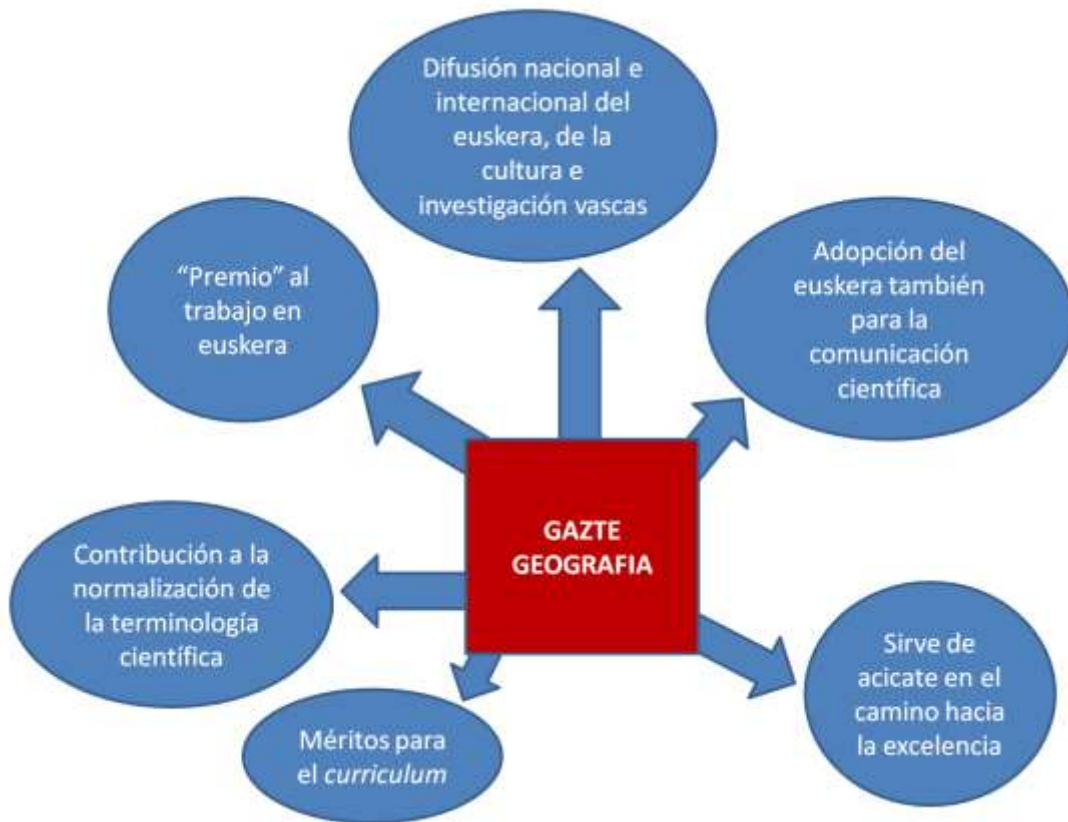 Difusión nacional e
internacional del
euskera, de la
cultura e
investigación vascas
"Premio" al
trabajo en
euskera
Adopción del
euskera también
para la
comunicación
científica
GAZTE
GEOGRAFIA
Contribución a la
normalización de
la terminología
científica
Sirve de
acicate en el
camino hacia
la excelencia
Méritos para
el curriculum